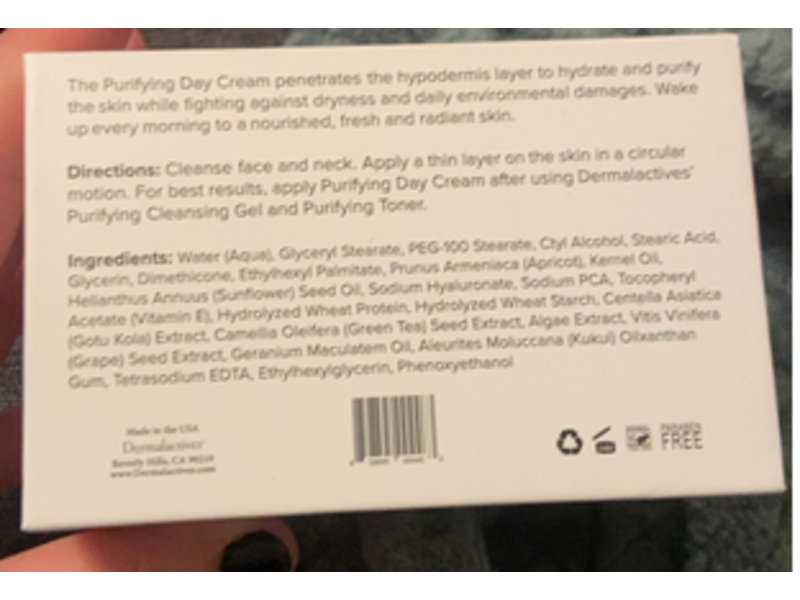 The Purifying Day Cream penetrates the hypodermis layer to hydrate and purify
the skin while fighting against dryness and daily environmental damages. Wake
up every morning to a nourished, fresh and radiant skin.
Directions: Cleanse face and neck. Apply a thin layer on the skin in a circular
motion. For best results, apply Purifying Day Cream after using Dermalactives'
Purifying Cleansing Gel and Purifying Toner.
Ingredients: Water (Aqua), Glyceryl Stearate, PEG-100 Stearate, Ctyl Alcohol, Stearic Acid,
Glycerin, Dimethicone, Ethylhexyl Palmitate, Prunus Armeniaca (Apricot), Kernel Oil,
Helianthus Annuus (Sunflower) Seed Oil, Sodium Hyaluronate, Sodium PCA, Tocopheryl
Acetate (Vitamin E), Hydrolyzed Wheat Protein, Hydrolyzed Wheat Starch, Centella Asiatica
(Gotu Kola) Extract, Camellia Oleifera (Green Tea) Seed Extract, Algae Extract, Vitis Vinifera
(Grape) Seed Extract, Geranium Maculatem Oil, Aleurites Moluccana (Kukui) Oilxanthan
Gum, Tetrasodium EDTA, Ethylhexylglycerin, Phenoxyethanol
Made in the USA
Dermalactives
Beverly Hills, CA 90210
www.Dermalactives.com
PARABEN
FREE